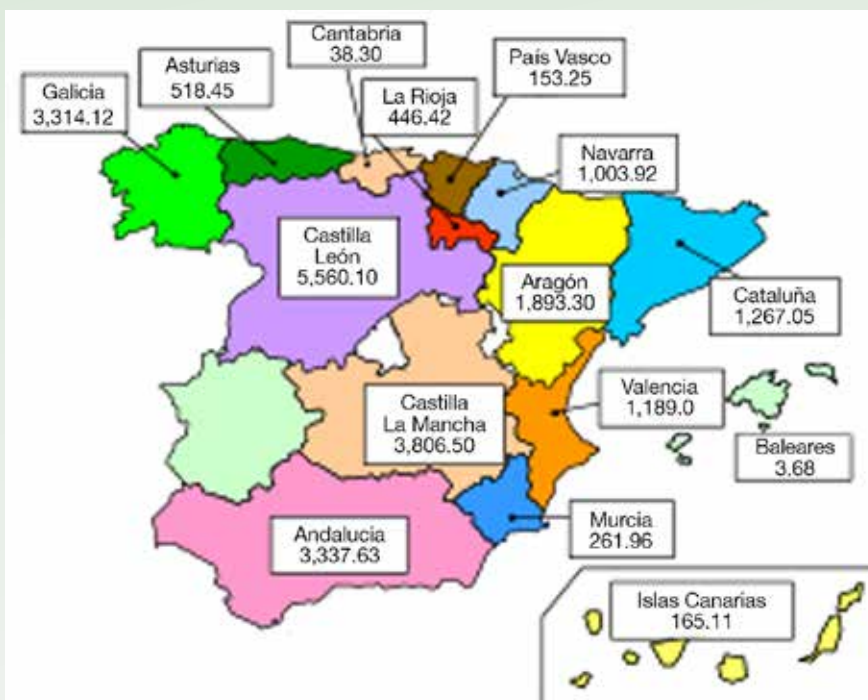 Cantabria
38.30
País Vasco
153.25
Asturias
518.45
La Rioja
446.42
Galicia
3,314.12
Navarra
1,003.92
Castilla
León
5,560.10
Aragón
1,893.30
Cataluña
1,267.05
Valencia
1,189.0
Castilla
La Mancha
3,806.50
Baleares
3.68
Andalucia
3,337.63
Murcia
261.96
Islas Canarias
165.11